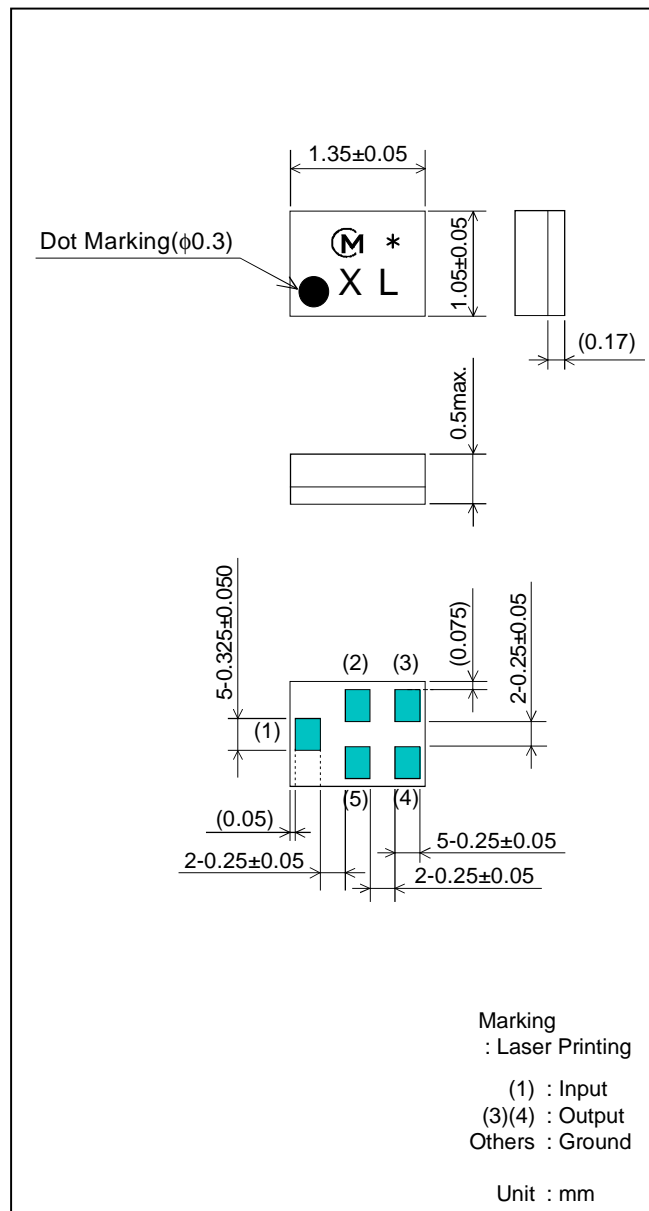 1.35±0.05
Dot Marking(ϕ0.3)
M *
X L
1.05±0.05
(0.17)
0.5max.
5-0.325±0.050
(0.075)
2-0.25±0.05
(2) (3)
(1)
(5) (4)
(0.05)
5-0.25±0.05
2-0.25±0.05
2-0.25±0.05
Marking
: Laser Printing
(1) : Input
(3)(4) : Output
Others : Ground
Unit : mm